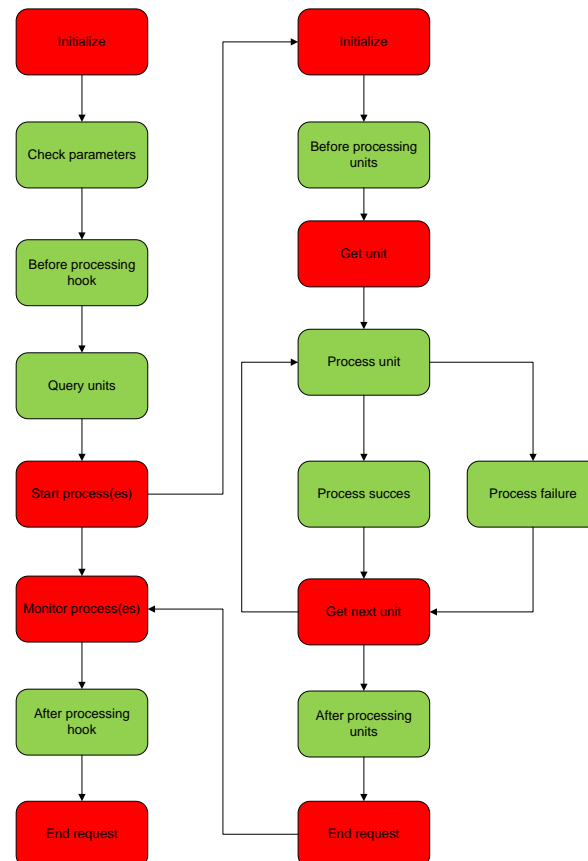 Initialize
Check parameters
Before processing
hook
Query units
Start process(es)
Monitor process(es)
After processing
hook
End request
Initialize
Before processing
units
Get unit
Process unit
Process succes
Process failure
Get next unit
After processing
units
End request